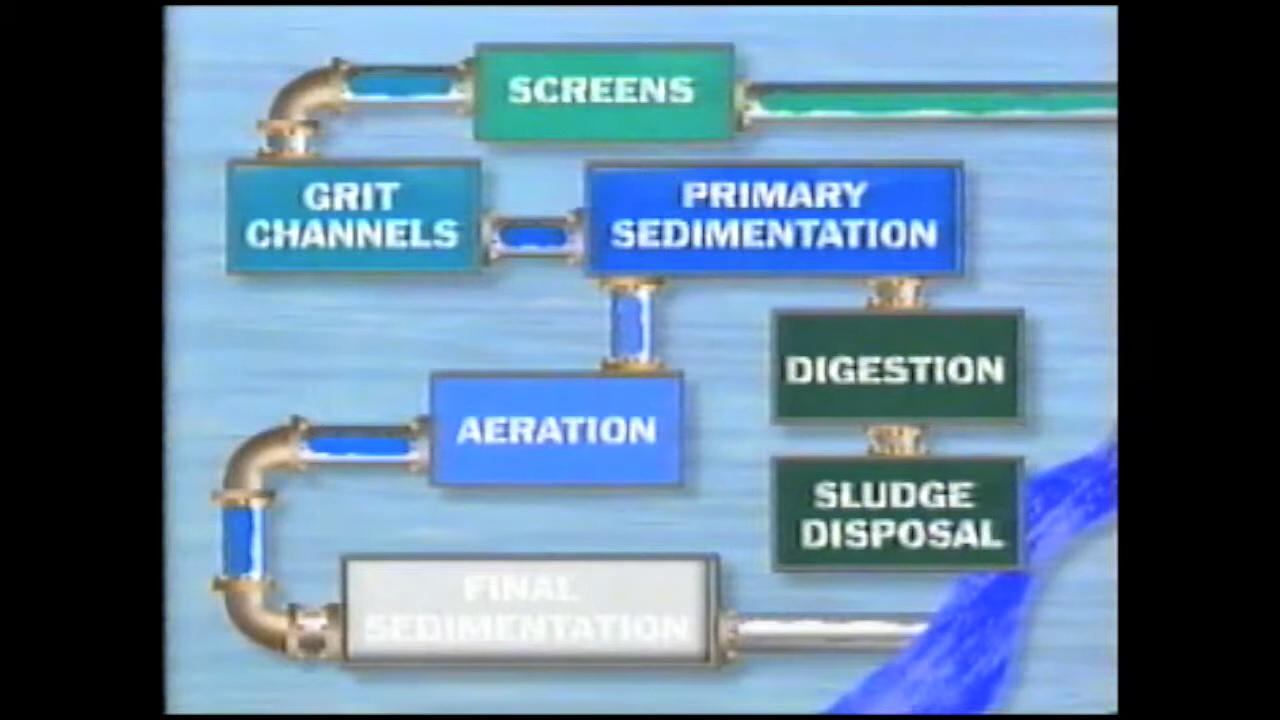 SCREENS
GRIT
CHANNELS
PRIMARY
SEDIMENTATION
DIGESTION
AERATION
SLUDGE
DISPOSAL
FINAL
SEDIMENTATION